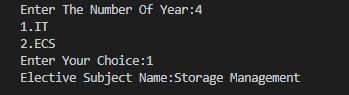 Enter The Number Of Year:4
1.IT
2.ECS
Enter Your Choice:1
Elective Subject Name:Storage Management